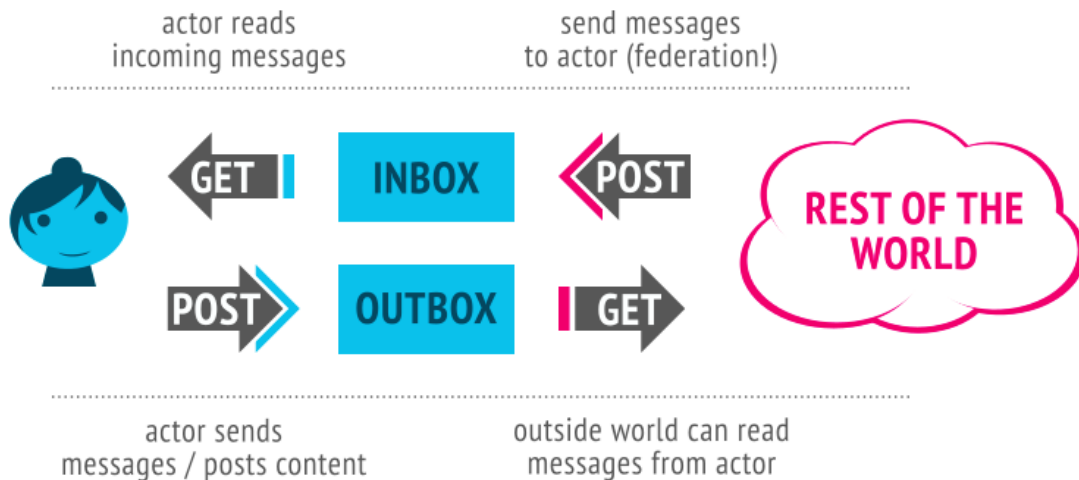 actor reads
incoming messages
send messages
to actor (federation!)
GET
INBOX
POST
REST OF THE
WORLD
POST
OUTBOX
GET
actor sends
messages / posts content
outside world can read
messages from actor